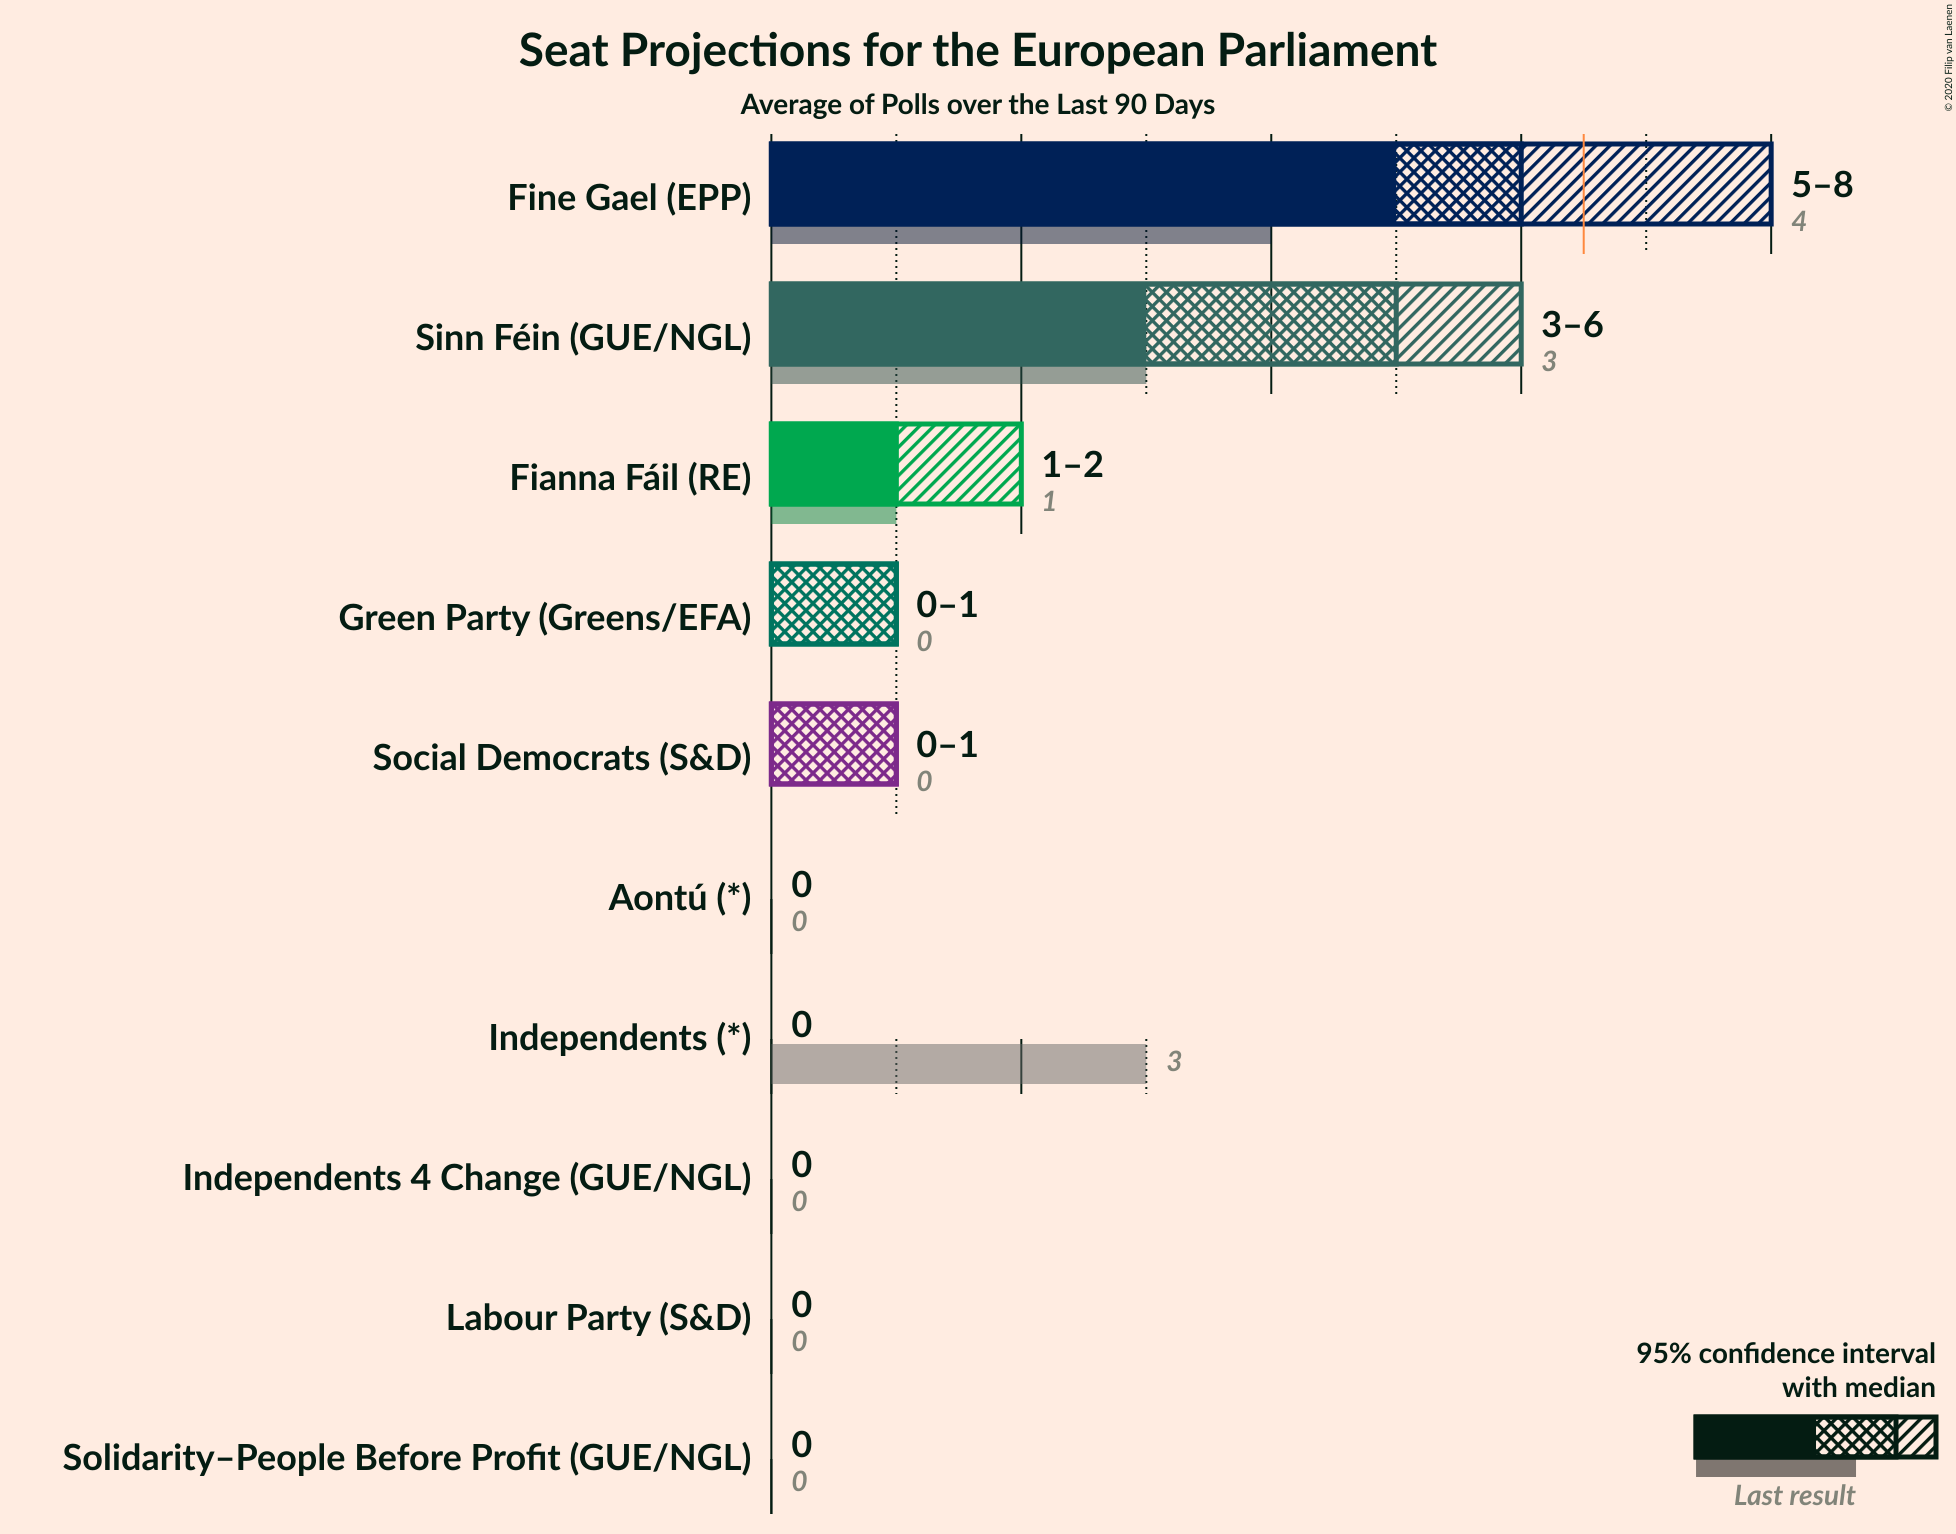 Seat Projections for the European Parliament
Average of Polls over the Last 90 Days
© 2020 Filip van Laenen
Fine Gael (EPP)
5–8
4
Sinn Féin (GUE/NGL)
3–6
3
Fianna Fáil (RE)
1–2
1
Green Party (Greens/EFA)
0–1
0
Social Democrats (S&D)
0–1
0
Aontú (*)
0
0
Independents (*)
0
3
Independents 4 Change (GUE/NGL)
0
0
Labour Party (S&D)
0
0
Solidarity–People Before Profit (GUE/NGL)
0
0
95% confidence interval
with median
Last result